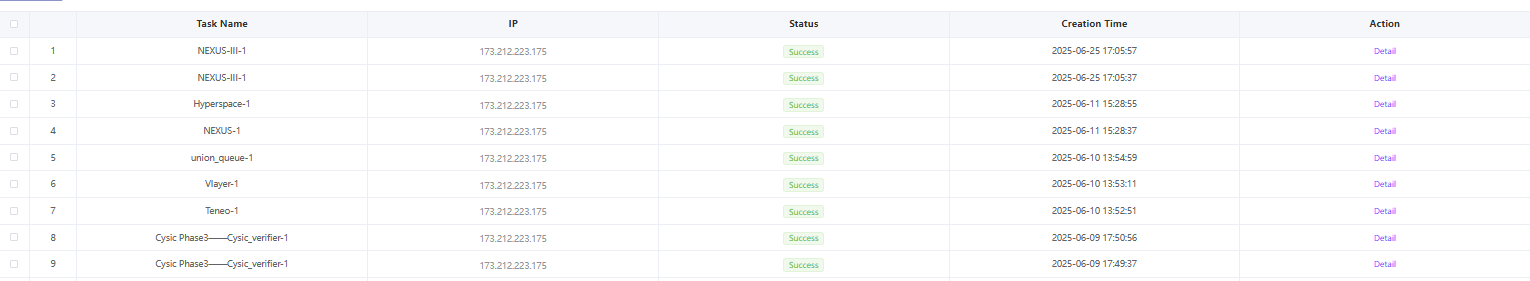 Task Name IP Status Creation Time Action
1 NEXUS-III-1 173.212.223.175 Success 2025-06-25 17:05:57 Detail
2 NEXUS-III-1 173.212.223.175 Success 2025-06-25 17:05:37 Detail
3 Hyperspace-1 173.212.223.175 Success 2025-06-11 15:28:55 Detail
4 NEXUS-1 173.212.223.175 Success 2025-06-11 15:28:37 Detail
5 union_queue-1 173.212.223.175 Success 2025-06-10 13:54:59 Detail
6 Vlayer-1 173.212.223.175 Success 2025-06-10 13:53:11 Detail
7 Teneo-1 173.212.223.175 Success 2025-06-10 13:52:51 Detail
8 Cysic Phase3——Cysic_verifier-1 173.212.223.175 Success 2025-06-09 17:50:56 Detail
9 Cysic Phase3——Cysic_verifier-1 173.212.223.175 Success 2025-06-09 17:49:37 Detail